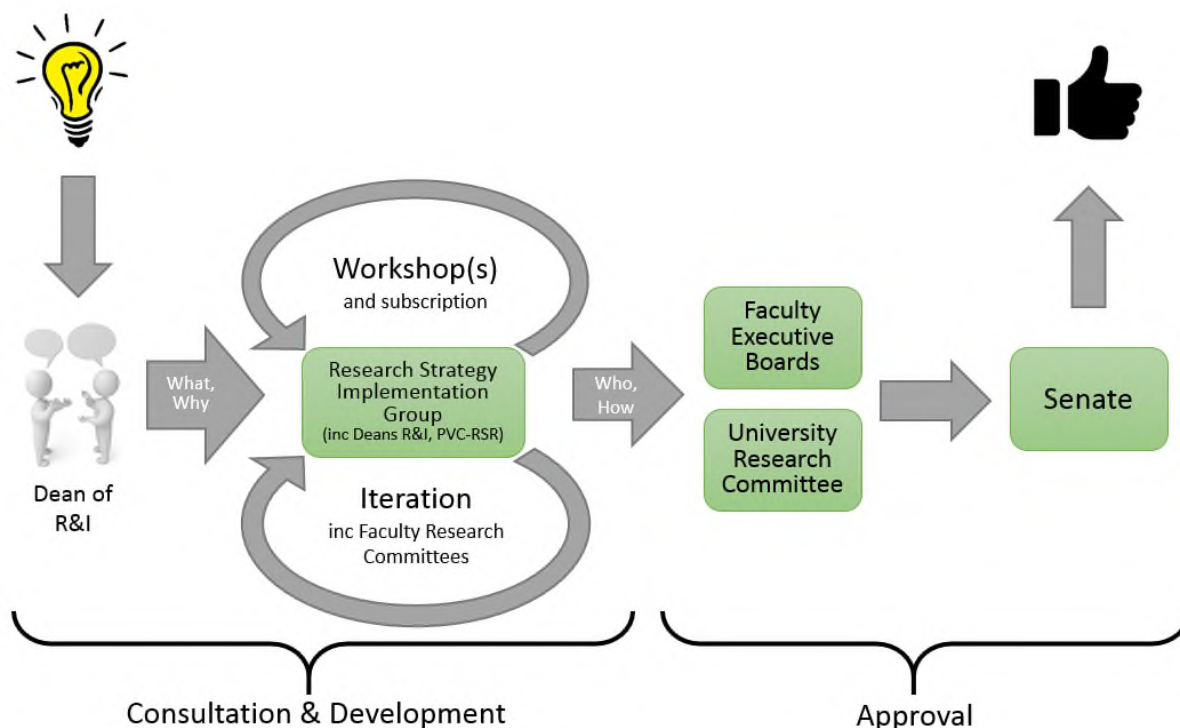 Dean of
R&I
What,
Why
Workshop(s)
and subscription
Research Strategy
Implementation
Group
(inc Deans R&I, PVC-RSR)
Iteration
inc Faculty Research
Committees
Who,
How
Faculty
Executive
Boards
University
Research
Committee
Senate
Consultation & Development
Approval